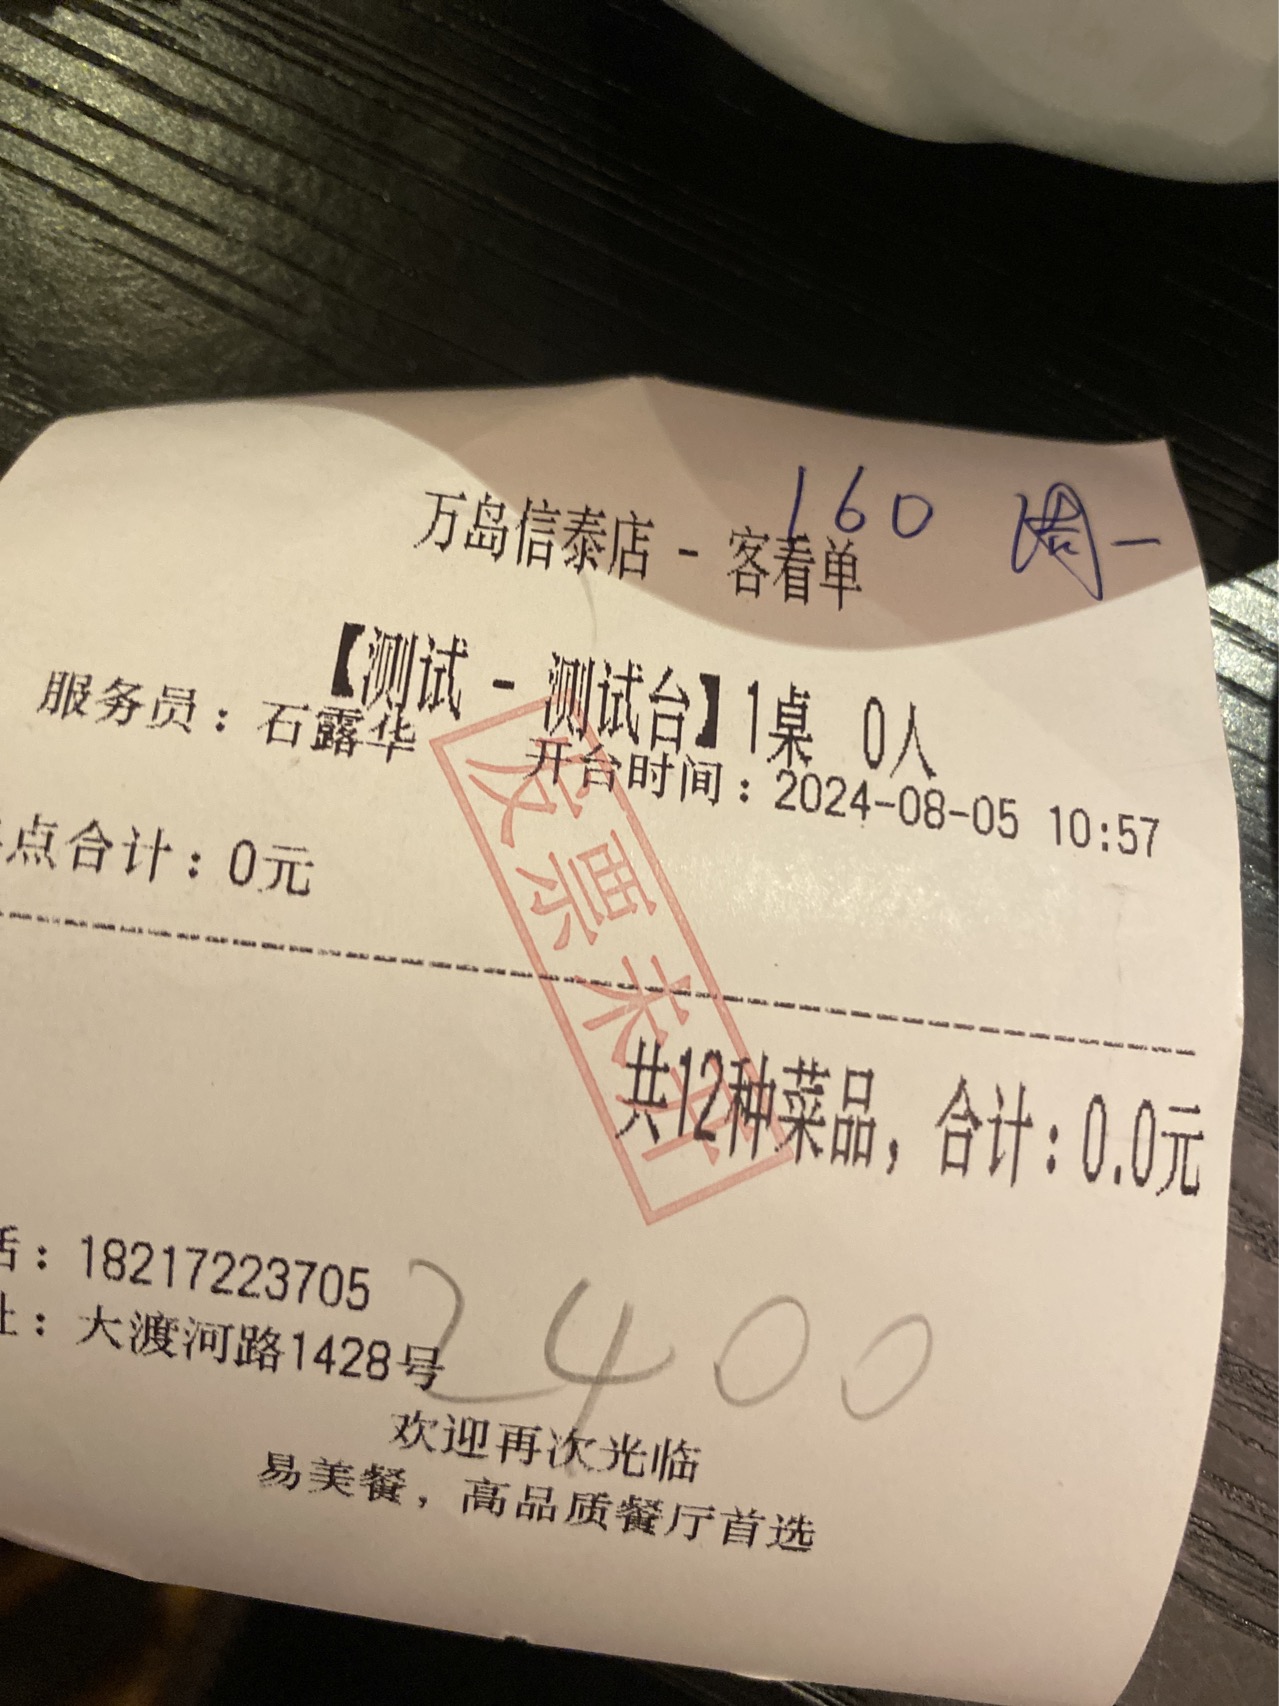 160 周一
万岛信泰店 - 客看单
【测试 - 测试台】1桌 0人
服务员：石露华 开台时间：2024-08-05 10:57
点合计：0元
发票未开
共12种菜品，合计：0.0元
话：18217223705
址：大渡河路1428号
2400
欢迎再次光临
易美餐，高品质餐厅首选